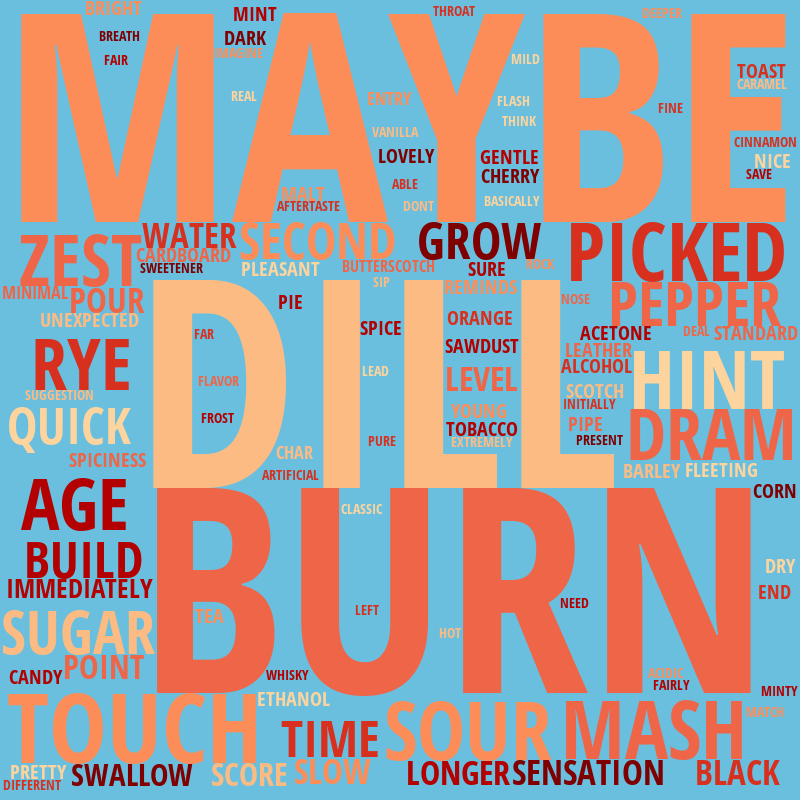 BRIGHT
MINT
THROAT
DEEPER
BREATH
DARK
IMAGINE
FAIR
MAYBE
MILD
TOAST
CARAMEL
REAL
ENTRY
FLASH
FINE
THINK
VANILLA
CINNAMON
LOVELY
GENTLE
NICE
CHERRY
SAVE
ABLE
MALT
AFTERTASTE
DONT
BASICALLY
ZEST
WATER
SECOND
GROW
PICKED
CARDBOARD
SWEETENER
PLEASANT
BUTTERSCOTCH
SURE
ROCK
SIP
MINIMAL
POUR
PIE
REMINDS
NOSE
PEPPER
UNEXPECTED
SPICE
ORANGE
ACETONE
DEAL
STANDARD
FAR
DILL
SAWDUST
LEATHER
RYE
LEAD
ALCOHOL
HINT
FLAVOR
LEVEL
SCOTCH
SUGGESTION
INITIALLY
QUICK
FROST
YOUNG
PIPE
DRAM
TOBACCO
PURE
EXTREMELY
PRESENT
SPICINESS
CHAR
ARTIFICIAL
BARLEY
FLEETING
AGE
CORN
CLASSIC
BURN
BUILD
DRY
IMMEDIATELY
END
LEFT
NEED
SUGAR
TEA
HOT
POINT
CANDY
WHISKY
ACIDIC
FAIRLY
MINTY
TOUCH
ETHANOL
TIME
SOUR
MASH
WATCH
PRETTY
SWALLOW
SCORE
SLOW
LONGER
SENSATION
BLACK
DIFFERENT